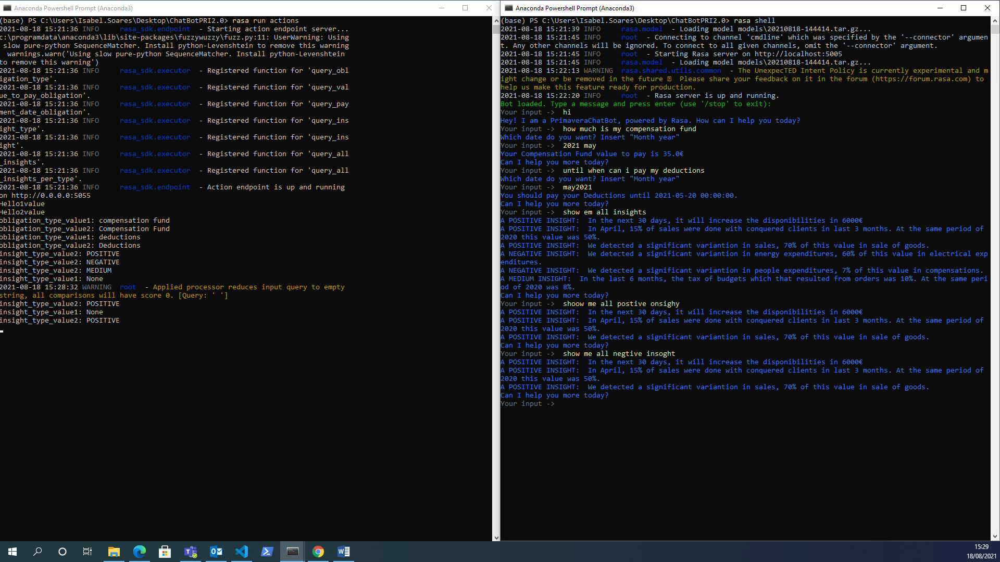 Anaconda Powershell Prompt (Anaconda3)
(base) PS C:\Users\Isabel.Soares\Desktop\ChatBotPRI2.0> rasa run actions
2021-08-18 15:21:36 INFO     rasa_sdk.endpoint  - Starting action endpoint server...
c:\programdata\anaconda3\lib\site-packages\fuzzywuzzy\fuzz.py:11: UserWarning: Using
 slow pure-python SequenceMatcher. Install python-Levenshtein to remove this warning
  warnings.warn('Using slow pure-python SequenceMatcher. Install python-Levenshtein
to remove this warning')
2021-08-18 15:21:36 INFO     rasa_sdk.executor  - Registered function for 'query_obl
igation_type'.
2021-08-18 15:21:36 INFO     rasa_sdk.executor  - Registered function for 'query_val
ue_to_pay_obligation'.
2021-08-18 15:21:36 INFO     rasa_sdk.executor  - Registered function for 'query_pay
ment_date_obligation'.
2021-08-18 15:21:36 INFO     rasa_sdk.executor  - Registered function for 'query_ins
ight_type'.
2021-08-18 15:21:36 INFO     rasa_sdk.executor  - Registered function for 'query_ins
ight'.
2021-08-18 15:21:36 INFO     rasa_sdk.executor  - Registered function for 'query_all
_insights'.
2021-08-18 15:21:36 INFO     rasa_sdk.executor  - Registered function for 'query_all
_insights_per_type'.
2021-08-18 15:21:36 INFO     rasa_sdk.endpoint  - Action endpoint is up and running
on http://0.0.0.0:5055
Hello1value
Hello2value
obligation_type_value1: compensation fund
obligation_type_value2: Compensation Fund
obligation_type_value1: deductions
obligation_type_value2: Deductions
insight_type_value2: POSITIVE
insight_type_value2: NEGATIVE
insight_type_value2: MEDIUM
insight_type_value1: None
2021-08-18 15:28:32 WARNING  root  - Applied processor reduces input query to empty
string, all comparisons will have score 0. [Query: ' ']
insight_type_value2: POSITIVE
insight_type_value1: None
insight_type_value2: POSITIVE
Anaconda Powershell Prompt (Anaconda3)
(base) PS C:\Users\Isabel.Soares\Desktop\ChatBotPRI2.0> rasa shell
2021-08-18 15:21:39 INFO     rasa.model  - Loading model models\20210818-144414.tar.gz...
2021-08-18 15:21:45 INFO     root  - Connecting to channel 'cmdline' which was specified by the '--connector' argumen
t. Any other channels will be ignored. To connect to all given channels, omit the '--connector' argument.
2021-08-18 15:21:45 INFO     root  - Starting Rasa server on http://localhost:5005
2021-08-18 15:21:45 INFO     rasa.model  - Loading model models\20210818-144414.tar.gz...
2021-08-18 15:22:13 WARNING  rasa.shared.utils.common  - The UnexpecTED Intent Policy is currently experimental and m
ight change or be removed in the future   Please share your feedback on it in the forum (https://forum.rasa.com) to
help us make this feature ready for production.
2021-08-18 15:22:20 INFO     root  - Rasa server is up and running.
Bot loaded. Type a message and press enter (use '/stop' to exit):
Your input ->  hi
Hey! I am a PrimaveraChatBot, powered by Rasa. How can I help you today?
Your input ->  how much is my compensation fund
Which date do you want? Insert "Month year"
Your input ->  2021 may
Your Compensation Fund value to pay is 35.0€
Can I help you more today?
Your input ->  until when can i pay my deductions
Which date do you want? Insert "Month year"
Your input ->  may2021
You should pay your Deductions until 2021-05-20 00:00:00.
Can I help you more today?
Your input ->  show em all insights
A POSITIVE INSIGHT:  In the next 30 days, it will increase the disponibilities in 6000€
A POSITIVE INSIGHT:  In April, 15% of sales were done with conquered clients in last 3 months. At the same period of
2020 this value was 50%.
A POSITIVE INSIGHT:  We detected a significant variantion in sales, 70% of this value in sale of goods.
A NEGATIVE INSIGHT:  We detected a significant variantion in energy expenditures, 60% of this value in electrical exp
enditures.
A NEGATIVE INSIGHT:  We detected a significant variantion in people expenditures, 7% of this value in compensations.
A MEDIUM INSIGHT:  In the last 6 months, the tax of budgets which that resulted from orders was 10%. At the same peri
od of 2020 was 8%.
Can I help you more today?
Your input ->  shoow me all postive onsighy
A POSITIVE INSIGHT:  In the next 30 days, it will increase the disponibilities in 6000€
A POSITIVE INSIGHT:  In April, 15% of sales were done with conquered clients in last 3 months. At the same period of
2020 this value was 50%.
A POSITIVE INSIGHT:  We detected a significant variantion in sales, 70% of this value in sale of goods.
Can I help you more today?
Your input ->  show me all negtive insoght
A POSITIVE INSIGHT:  In the next 30 days, it will increase the disponibilities in 6000€
A POSITIVE INSIGHT:  In April, 15% of sales were done with conquered clients in last 3 months. At the same period of
2020 this value was 50%.
A POSITIVE INSIGHT:  We detected a significant variantion in sales, 70% of this value in sale of goods.
Can I help you more today?
Your input ->
15:29
18/08/2021